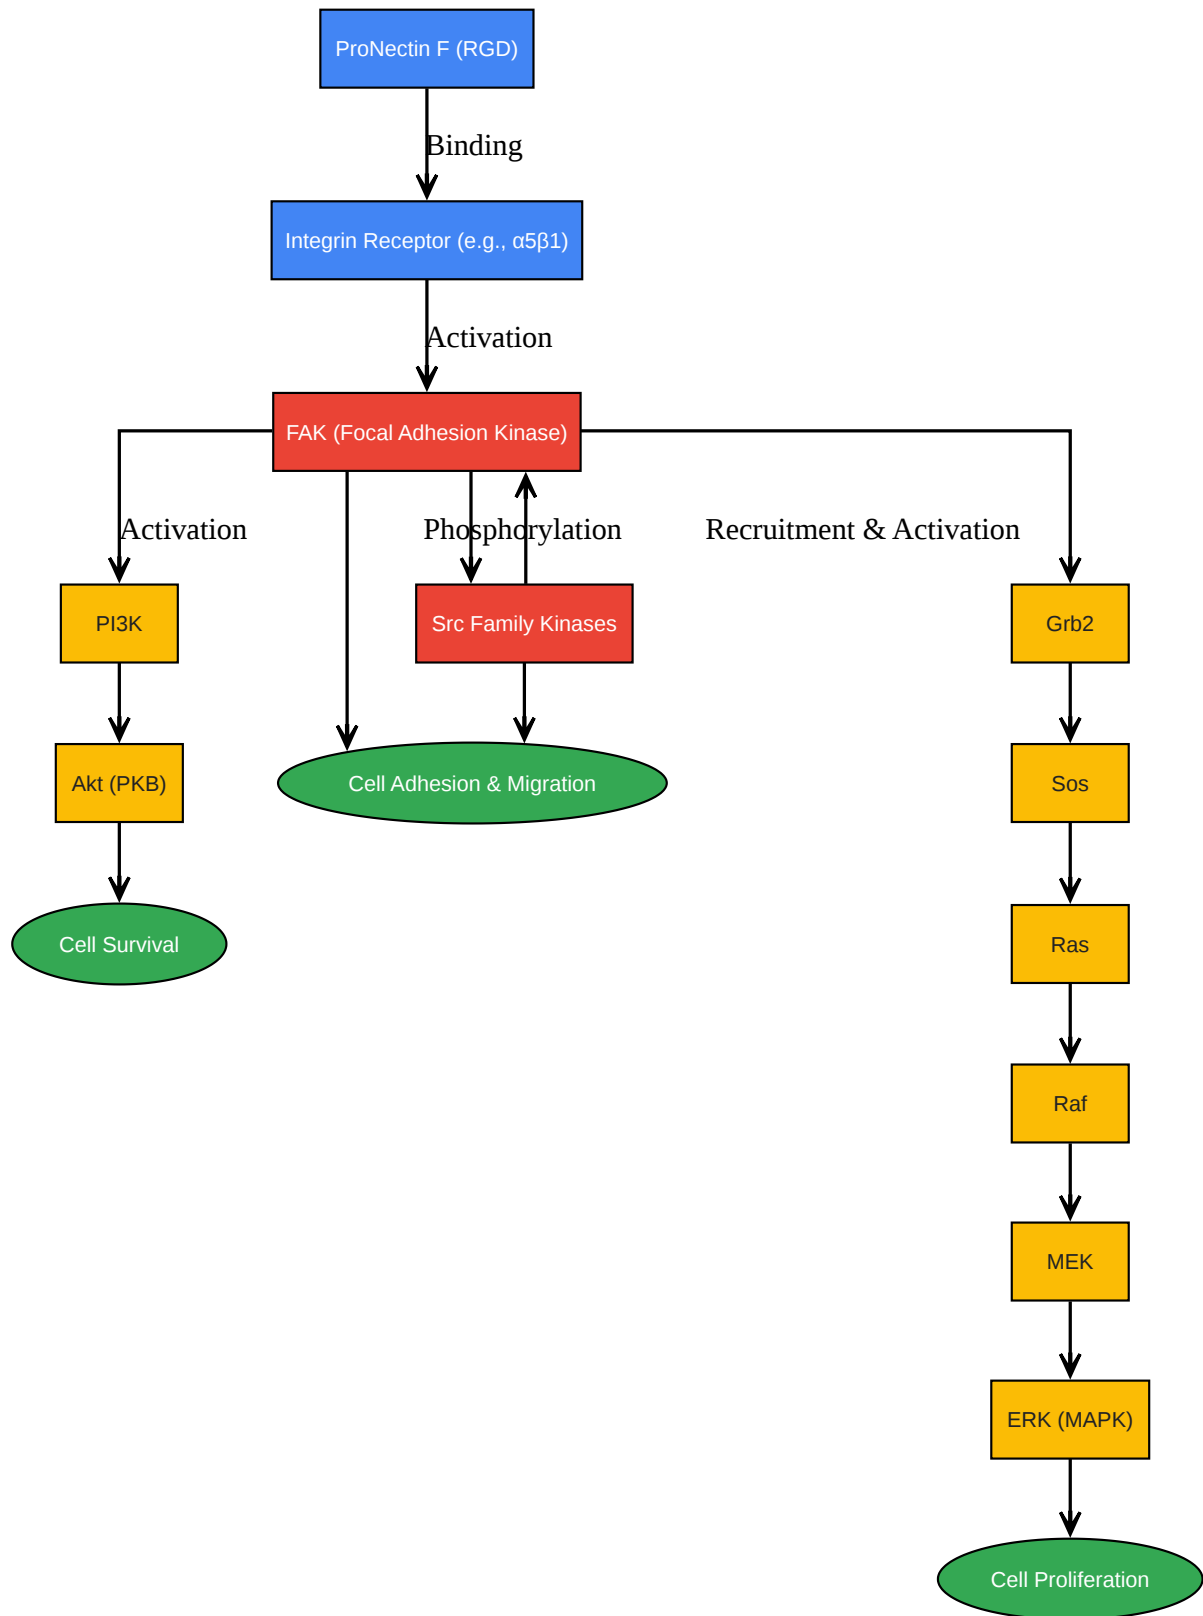 ProNectin F (RGD)
Binding
Integrin Receptor (e.g., α5β1)
Activation
FAK (Focal Adhesion Kinase)
Activation
Phosphorylation
Recruitment & Activation
PI3K
Src Family Kinases
Grb2
Akt (PKB)
Cell Adhesion & Migration
Sos
Cell Survival
Ras
Raf
MEK
ERK (MAPK)
Cell Proliferation